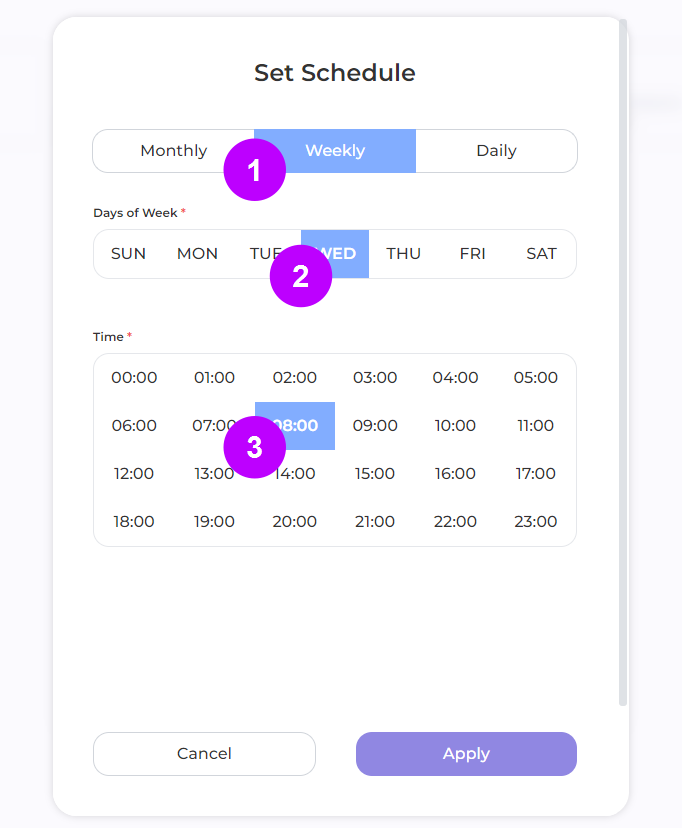 Set Schedule
Monthly Weekly Daily
1
Days of Week *
SUN MON TUE WED THU FRI SAT
2
Time *
00:00 01:00 02:00 03:00 04:00 05:00
06:00 07:00 08:00 09:00 10:00 11:00
3
12:00 13:00 14:00 15:00 16:00 17:00
18:00 19:00 20:00 21:00 22:00 23:00
Cancel Apply